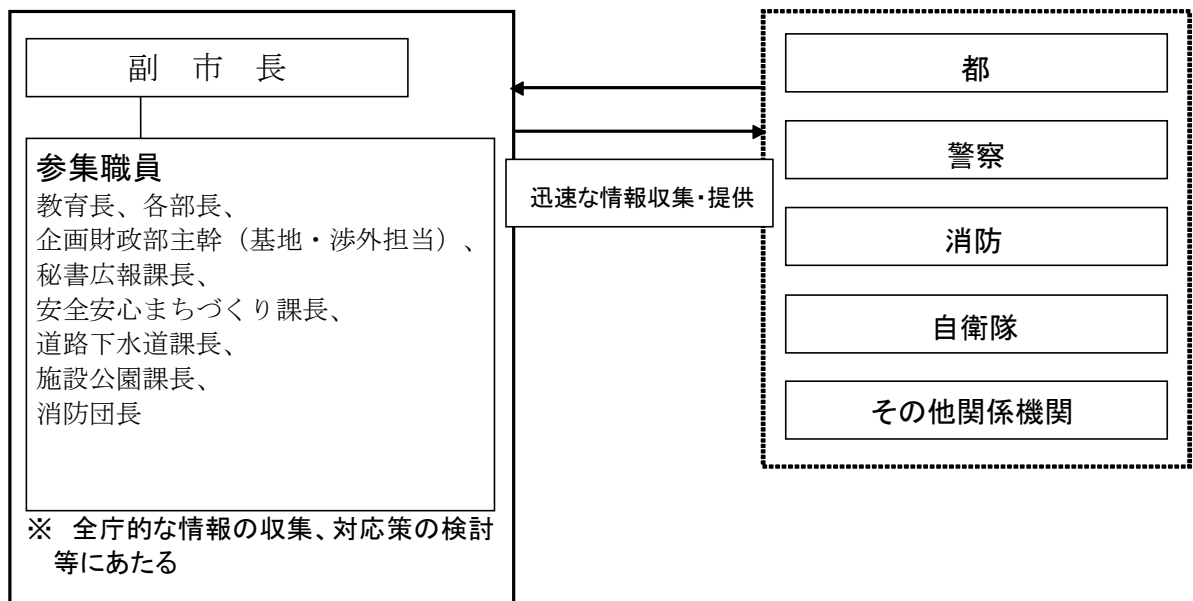 副 市 長
参集職員
教育長、各部長、
企画財政部主幹（基地・渉外担当）、
秘書広報課長、
安全安心まちづくり課長、
道路下水道課長、
施設公園課長、
消防団長
※ 全庁的な情報の収集、対応策の検討
等にあたる
迅速な情報収集・提供
都
警察
消防
自衛隊
その他関係機関